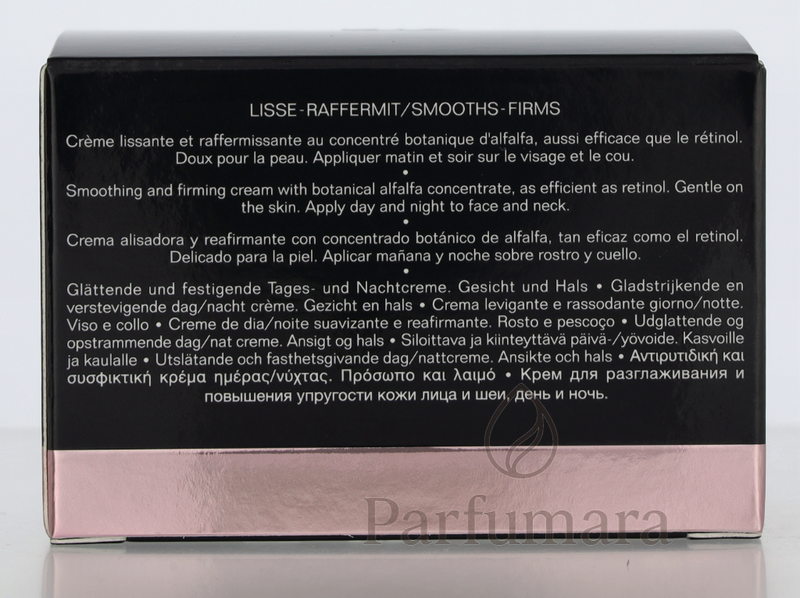 LISSE-RAFFERMIT/SMOOTHS-FIRMS
Crème lissante et raffermissante au concentré botanique d'alfalfa, aussi efficace que le rétinol.
Doux pour la peau. Appliquer matin et soir sur le visage et le cou.
•
Smoothing and firming cream with botanical alfalfa concentrate, as efficient as retinol. Gentle on
the skin. Apply day and night to face and neck.
•
Crema alisadora y reafirmante con concentrado botánico de alfalfa, tan eficaz como el retinol.
Delicado para la piel. Aplicar mañana y noche sobre rostro y cuello.
Glättende und festigende Tages- und Nachtcreme. Gesicht und Hals • Gladstrijkende en
verstevigende dag/nacht crème. Gezicht en hals • Crema levigante e rassodante giorno/notte.
Viso e collo • Creme de dia/noite suavizante e reafirmante. Rosto e pescoço • Udglattende og
opstrammende dag/nat creme. Ansigt og hals • Siloittava ja kiinteyttävä päivä-/yövoide. Kasvoille
ja kaulalle • Utslätande och fasthetsgivande dag/nattcreme. Ansikte och hals • Αντιρυτιδική και
συσφικτική κρέμα ημέρας/νύχτας. Πρόσωπο και λαιμό • Крем для разглаживания и
повышения упругости кожи лица и шеи, день и ночь.
Parfumara